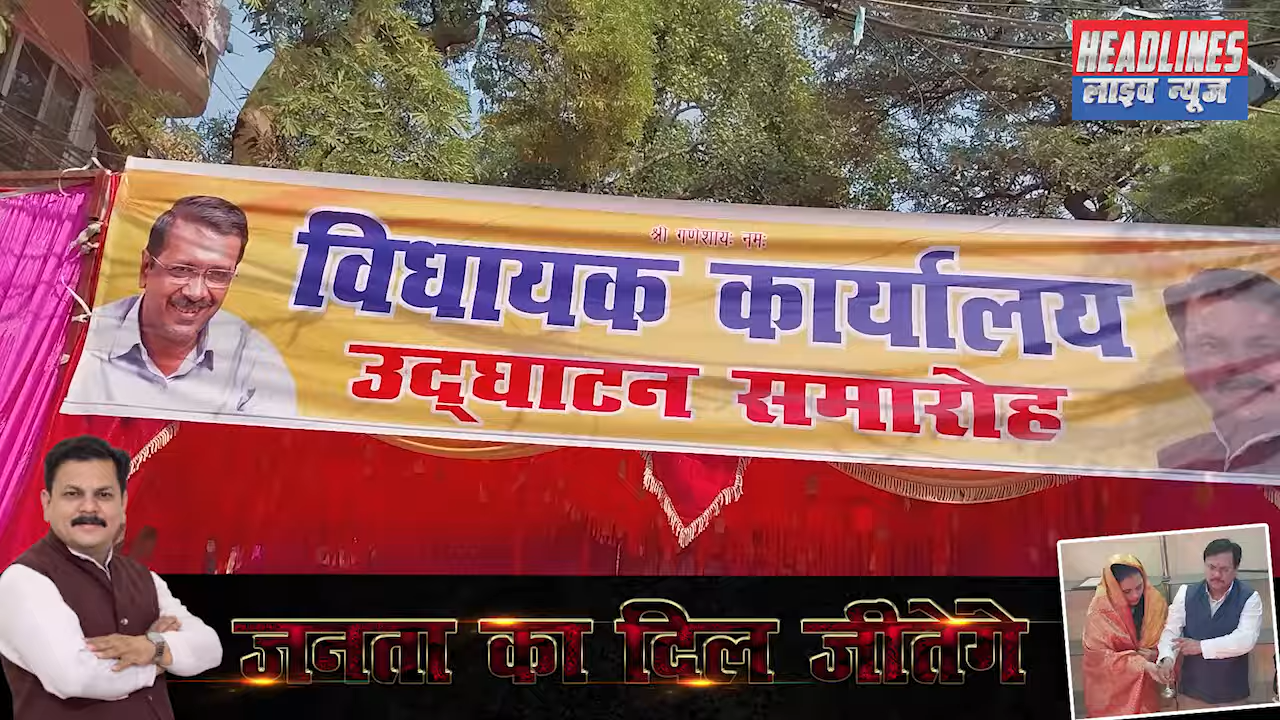 HEADLINES
लाइव न्यूज
श्री गणेशायः नमः
विधायक कार्यालय
उद्घाटन समारोह
जनता का दिल जीतेंगे